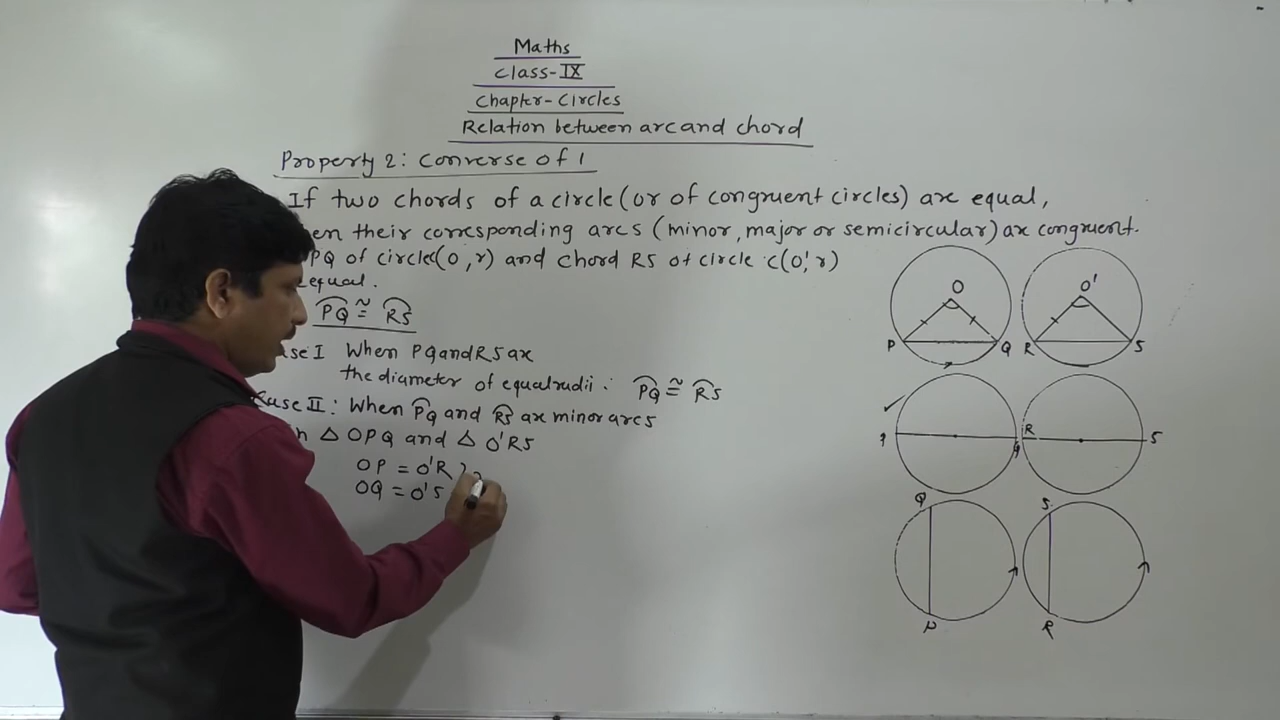 Maths
Class-IX
Chapter-Circles
Relation between arc and chord
Property 2: Converse of 1
If two chords of a circle (or of congruent circles) are equal,
en their corresponding arcs (minor, major or semicircular) are congruent.
PQ of circle(O, r) and chord RS of circle C(O', r)
equal.
PQ ≅ RS
ase I When PQ and RS are
the diameter of equal radii ∴ PQ ≅ RS
Case II: When PQ and RS are minor arcs
n △ OPQ and △ O'RS
OP = O'R
OQ = O'S
O
P
Q
O'
R
S
R
S
Q
P
S
R